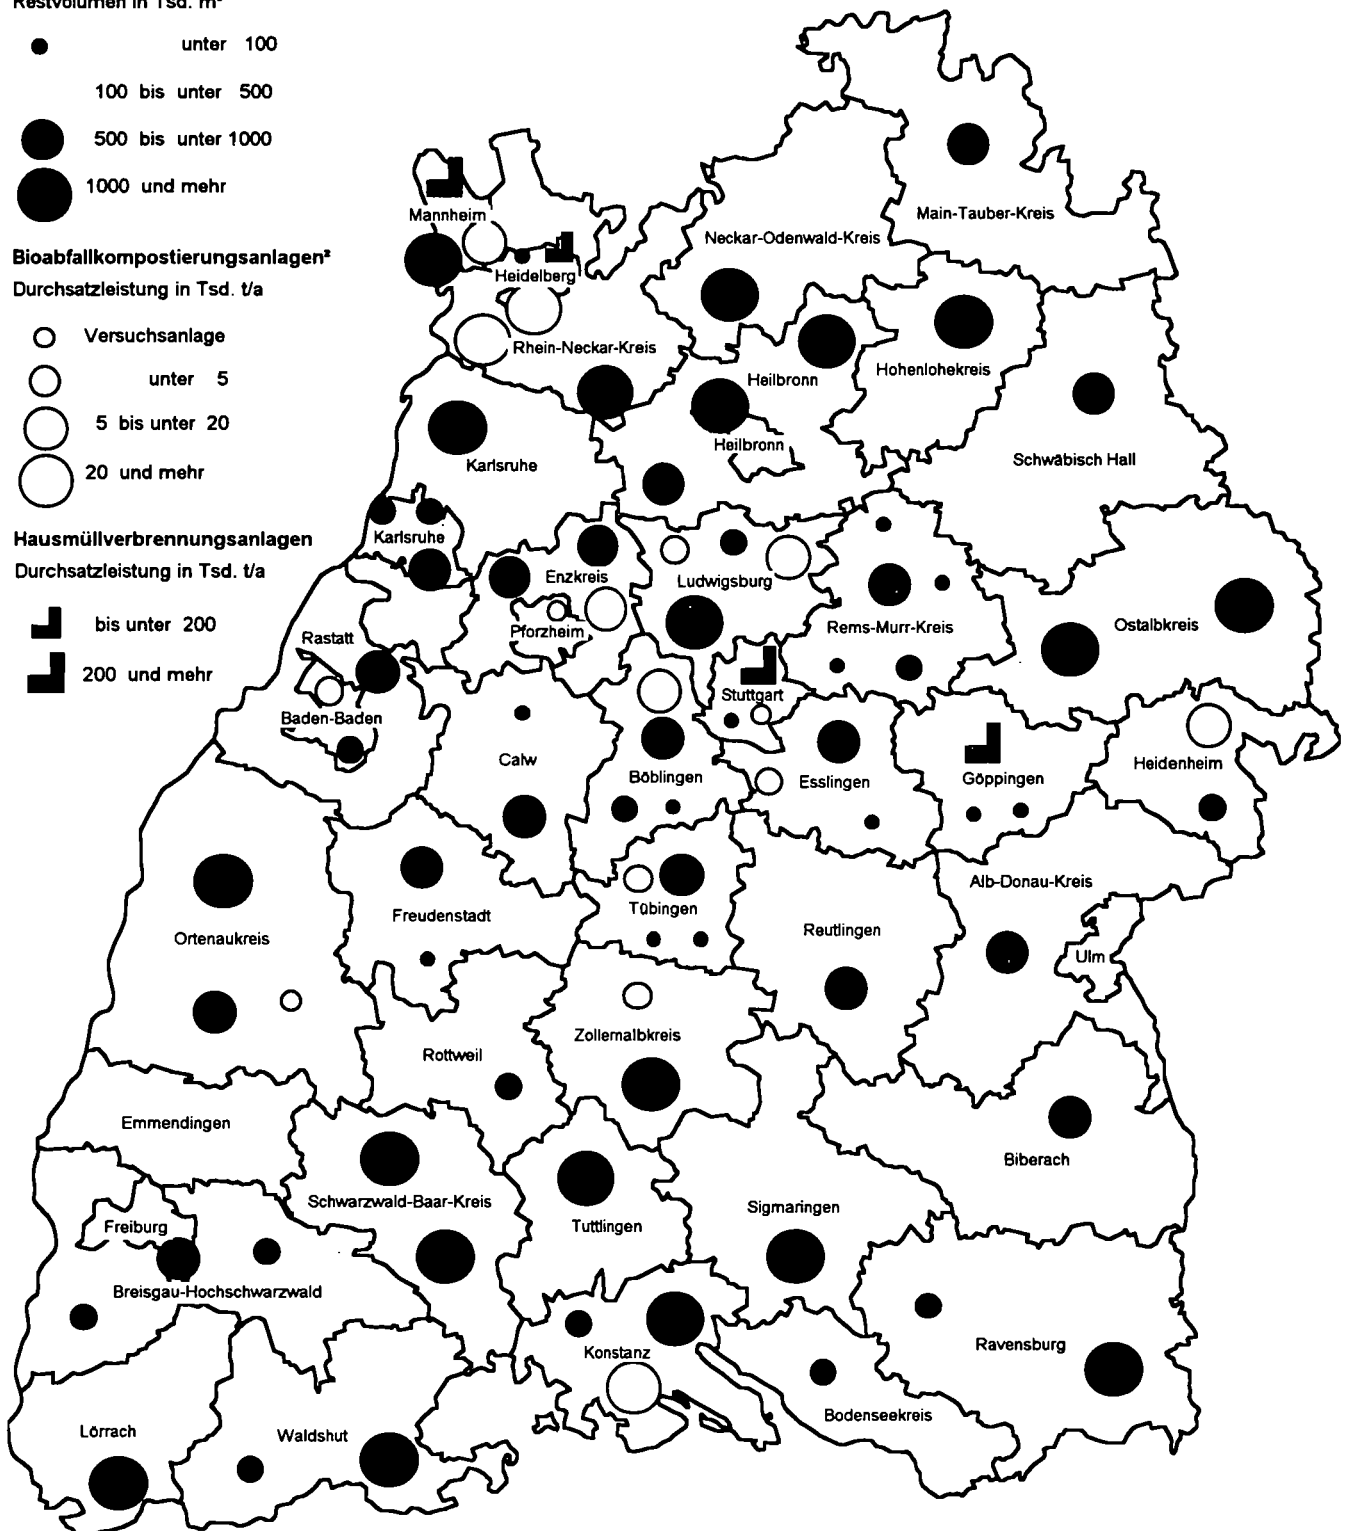 Restvolumen in Tsd. m³
unter 100
100 bis unter 500
500 bis unter 1000
1000 und mehr
Bioabfallkompostierungsanlagen²
Durchsatzleistung in Tsd. t/a
Versuchsanlage
unter 5
5 bis unter 20
20 und mehr
Hausmüllverbrennungsanlagen
Durchsatzleistung in Tsd. t/a
bis unter 200
200 und mehr
Mannheim
Main-Tauber-Kreis
Neckar-Odenwald-Kreis
Heidelberg
Rhein-Neckar-Kreis
Heilbronn
Hohenlohekreis
Heilbronn
Karlsruhe
Schwäbisch Hall
Karlsruhe
Enzkreis
Ludwigsburg
Pforzheim
Rems-Murr-Kreis
Ostalbkreis
Rastatt
Stuttgart
Baden-Baden
Calw
Böblingen
Esslingen
Göppingen
Heidenheim
Alb-Donau-Kreis
Freudenstadt
Tübingen
Reutlingen
Ortenaukreis
Ulm
Rottweil
Zollernalbkreis
Emmendingen
Biberach
Schwarzwald-Baar-Kreis
Sigmaringen
Freiburg
Tuttlingen
Breisgau-Hochschwarzwald
Konstanz
Ravensburg
Bodenseekreis
Lörrach
Waldshut